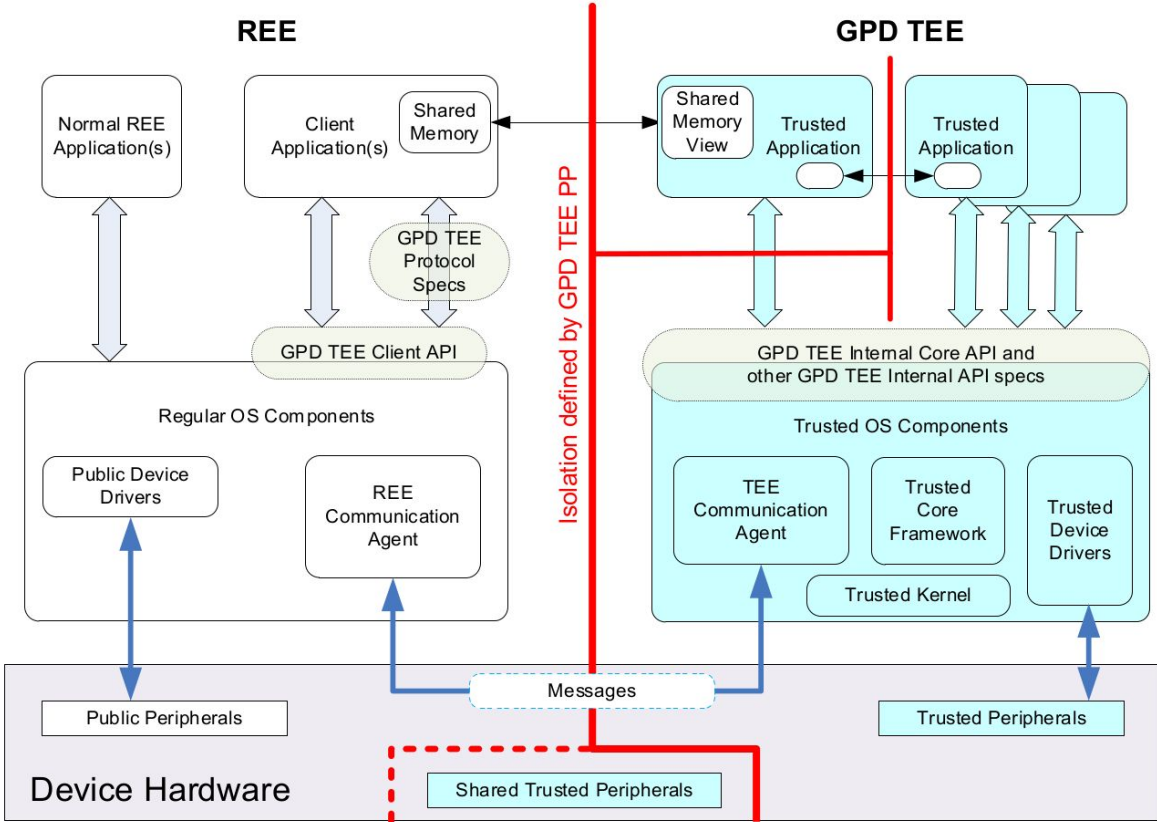 REE
GPD TEE
Normal REE
Application(s)
Client
Application(s)
Shared
Memory
Shared
Memory
View
Trusted
Application
Trusted
Application
GPD TEE
Protocol
Specs
Isolation defined by GPD TEE PP
GPD TEE Client API
GPD TEE Internal Core API and
other GPD TEE Internal API specs
Regular OS Components
Trusted OS Components
Public Device
Drivers
REE
Communication
Agent
TEE
Communication
Agent
Trusted
Core
Framework
Trusted
Device
Drivers
Trusted Kernel
Messages
Public Peripherals
Trusted Peripherals
Device Hardware
Shared Trusted Peripherals